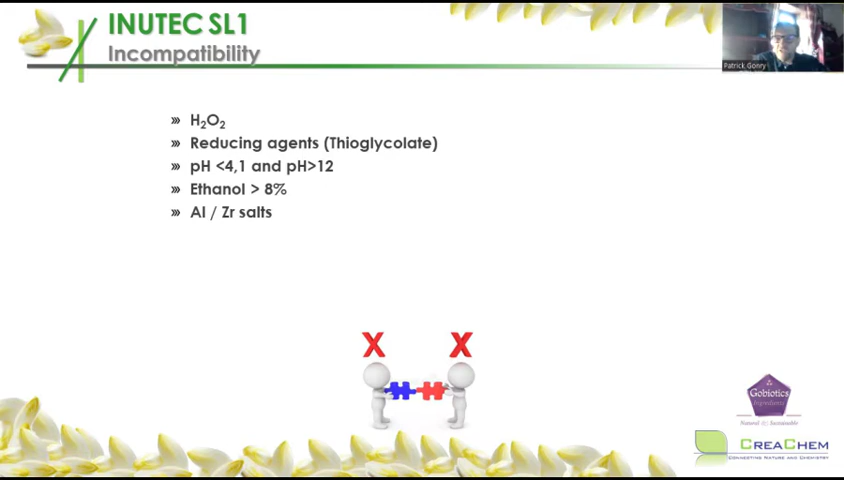 INUTEC SL1
Incompatibility
Patrick Gonry
››› H₂O₂
››› Reducing agents (Thioglycolate)
››› pH <4,1 and pH>12
››› Ethanol > 8%
››› Al / Zr salts
X X
Gobiotics
Ingredients
Natural & Sustainable
CREACHEM
CONNECTING NATURE AND CHEMISTRY